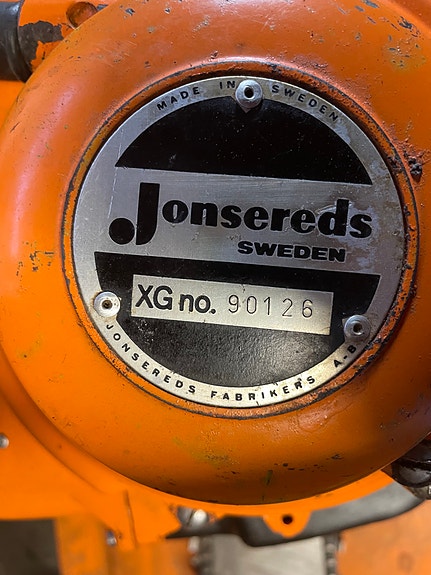 MADE IN SWEDEN
Jonsereds
SWEDEN
XG no. 90126
JONSEREDS FABRIKERS A-B